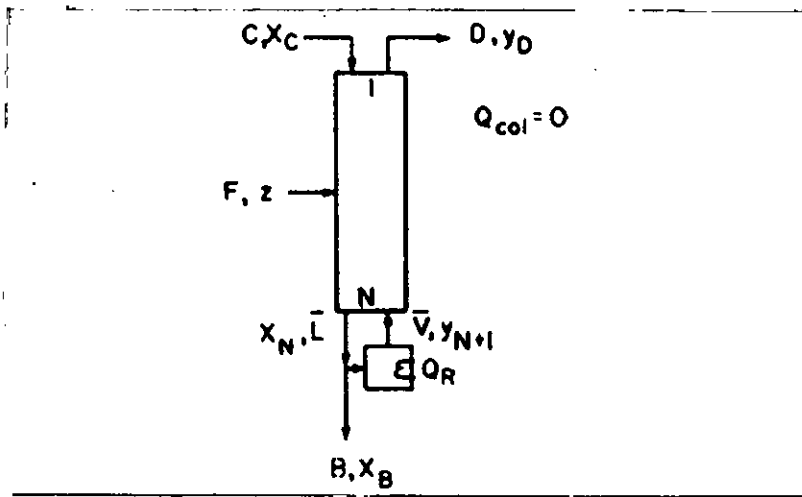 C, X_C
D, y_D
1
Q_col = 0
F, z
N
X_N, L̄
V̄, y_N+1
Q_R
B, X_B